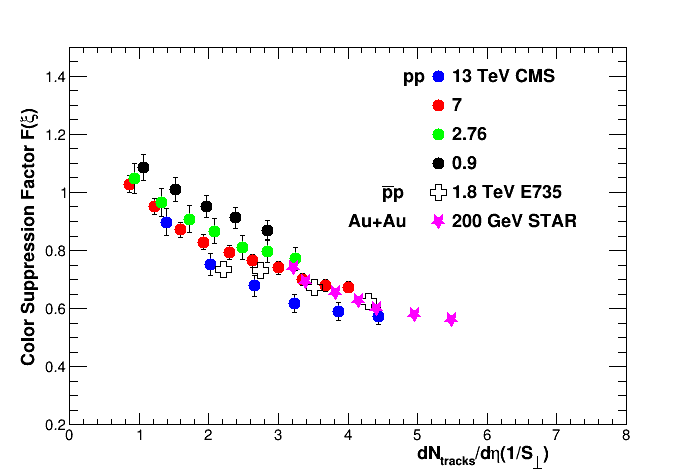 Color Suppression Factor F(ξ)
1.4
1.2
1
0.8
0.6
0.4
0.2
pp 13 TeV CMS
7
2.76
0.9
p̅p 1.8 TeV E735
Au+Au 200 GeV STAR
0 1 2 3 4 5 6 7 8
dN_tracks/dη(1/S_⊥)